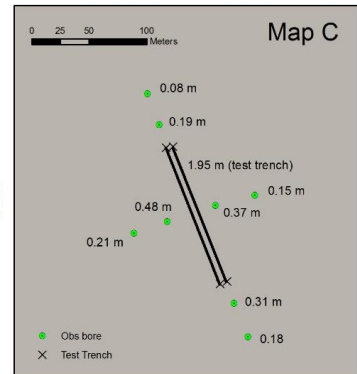 Map C
0 25 50 100
Meters
0.08 m
0.19 m
1.95 m (test trench)
0.15 m
0.37 m
0.48 m
0.21 m
0.31 m
0.18
Obs bore
Test Trench